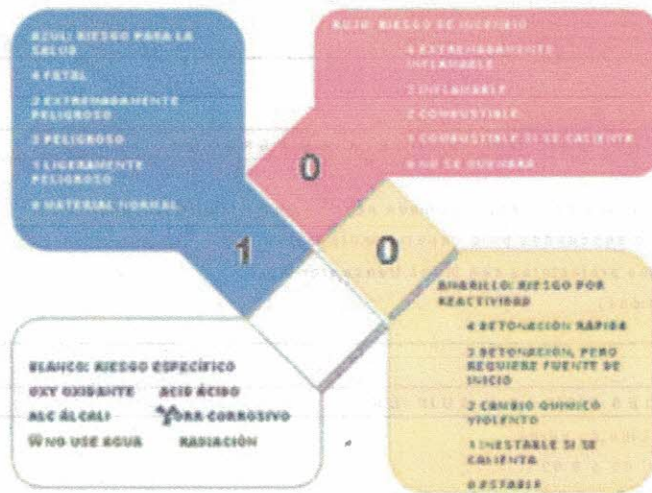 AZUL: RIESGO PARA LA
SALUD
4 FATAL
3 EXTREMADAMENTE
PELIGROSO
2 PELIGROSO
1 LIGERAMENTE
PELIGROSO
0 MATERIAL NORMAL
ROJO: RIESGO DE INCENDIO
4 EXTREMADAMENTE
INFLAMABLE
3 INFLAMABLE
2 COMBUSTIBLE
1 COMBUSTIBLE SI SE CALIENTA
0 NO SE QUEMARÁ
0
1
0
AMARILLO: RIESGO POR
REACTIVIDAD
4 DETONACIÓN RÁPIDA
3 DETONACIÓN, PERO
REQUIERE FUENTE DE
INICIO
2 CAMBIO QUÍMICO
VIOLENTO
1 INESTABLE SI SE
CALIENTA
0 ESTABLE
BLANCO: RIESGO ESPECÍFICO
OXY OXIDANTE ACID ÁCIDO
ALC ÁLCALI CORR CORROSIVO
W NO USE AGUA RADIACIÓN